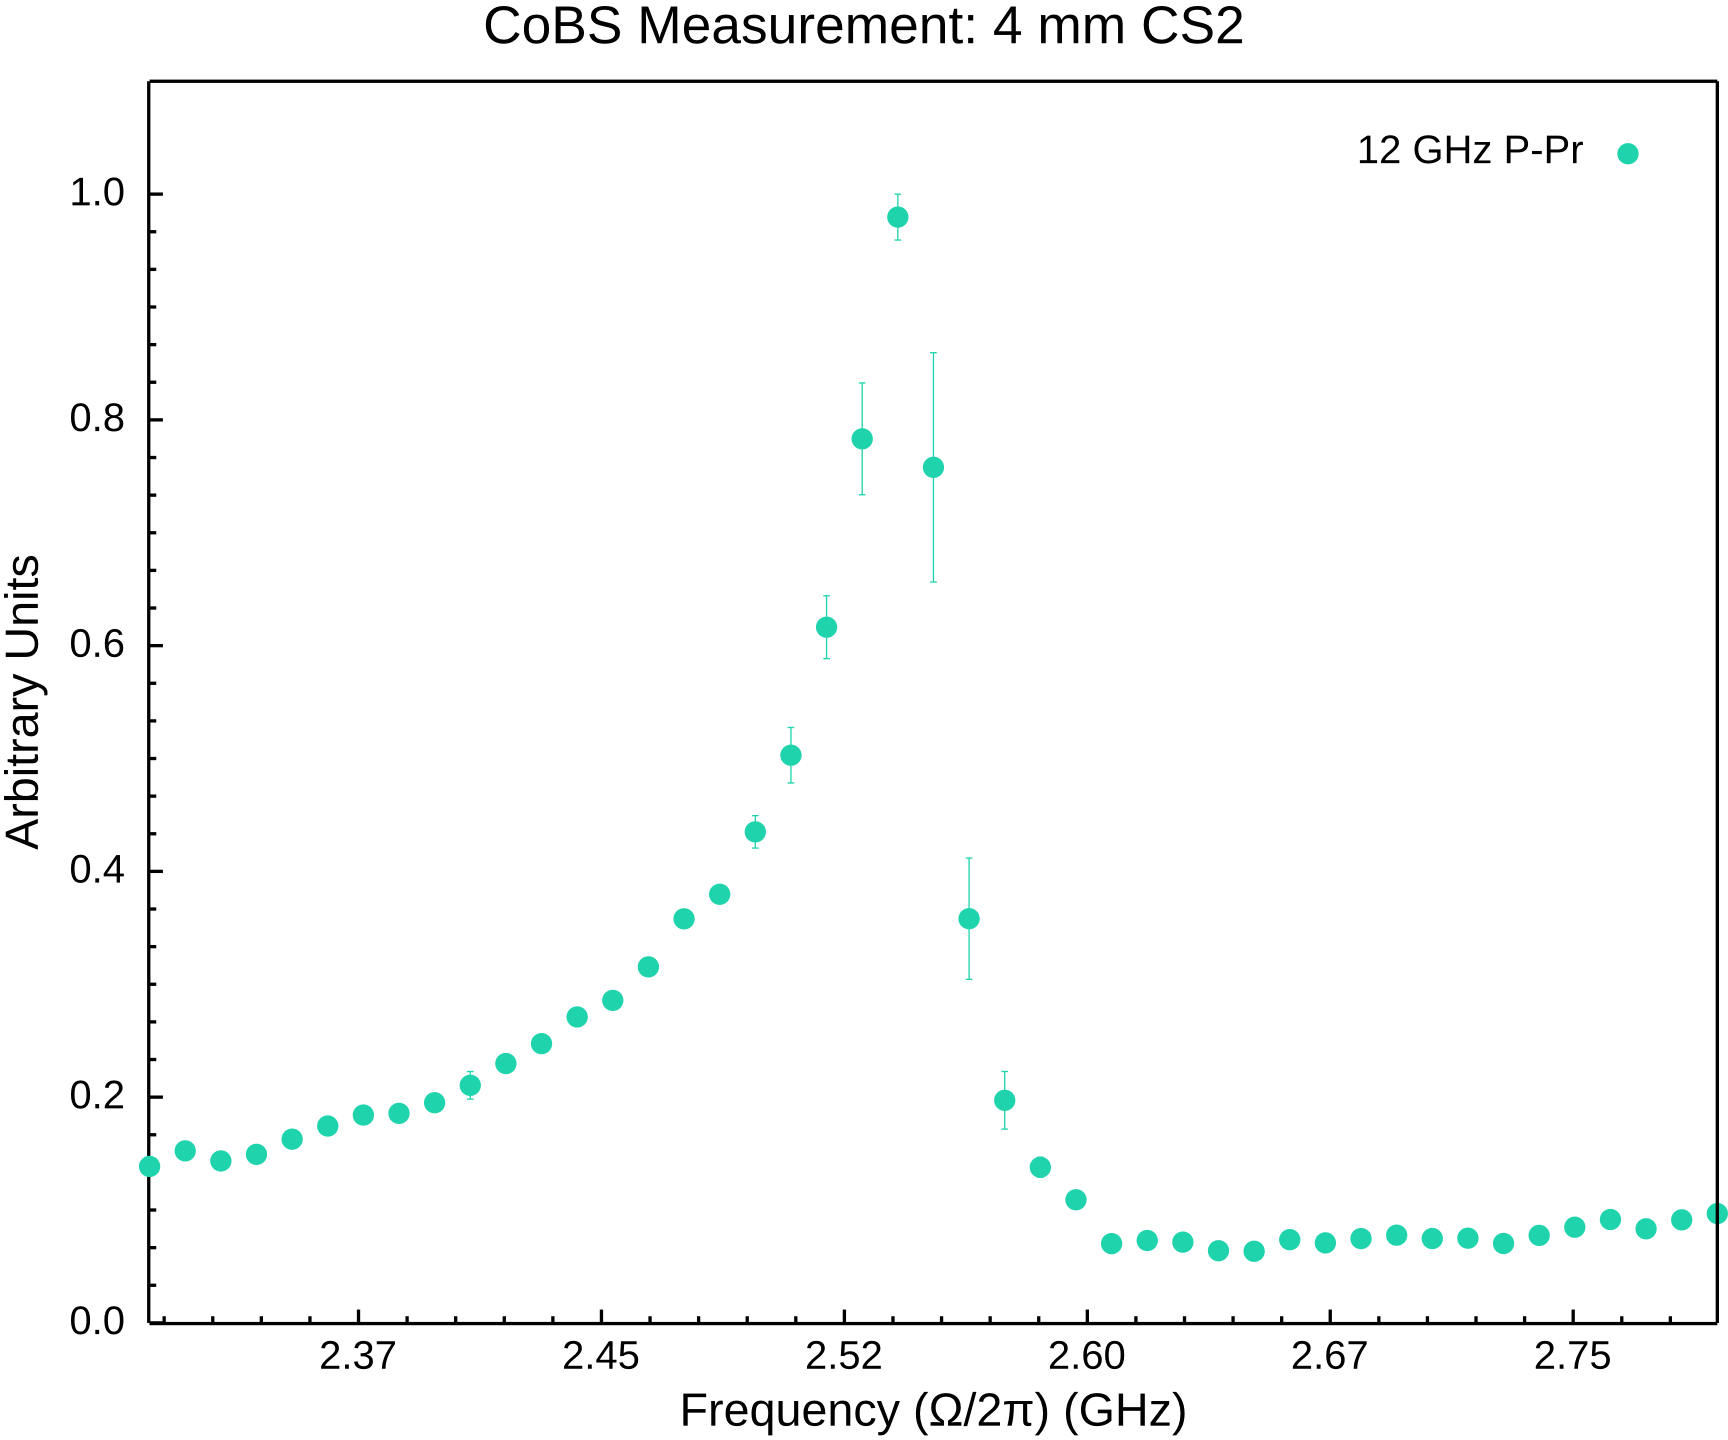 CoBS Measurement: 4 mm CS2
12 GHz P-Pr
1.0
0.8
0.6
0.4
0.2
0.0
Arbitrary Units
2.37 2.45 2.52 2.60 2.67 2.75
Frequency (Ω/2π) (GHz)